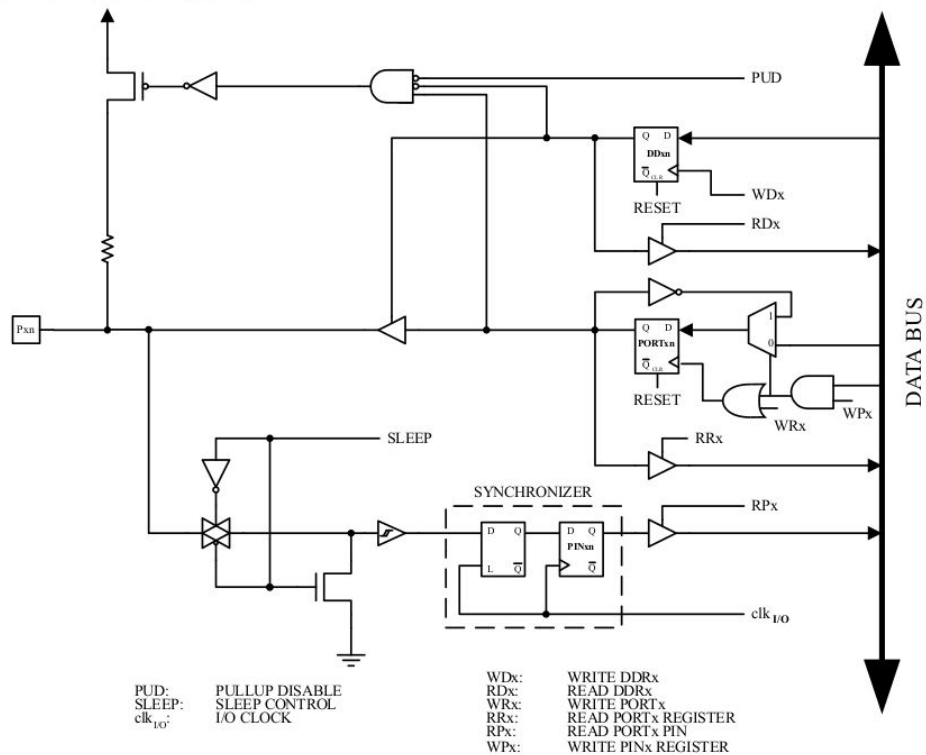 PUD
Q D
DDxn
Q CLR
WDx
RESET
RDx
Pxn
1
Q D
PORTxn
0
Q CLR
RESET
WRx
WPx
DATA BUS
SLEEP
RRx
SYNCHRONIZER
RPx
D Q
D Q
PINxn
L Q
Q
clk I/O
PUD: PULLUP DISABLE
SLEEP: SLEEP CONTROL
clk I/O: I/O CLOCK
WDx: WRITE DDRx
RDx: READ DDRx
WRx: WRITE PORTx
RRx: READ PORTx REGISTER
RPx: READ PORTx PIN
WPx: WRITE PINx REGISTER